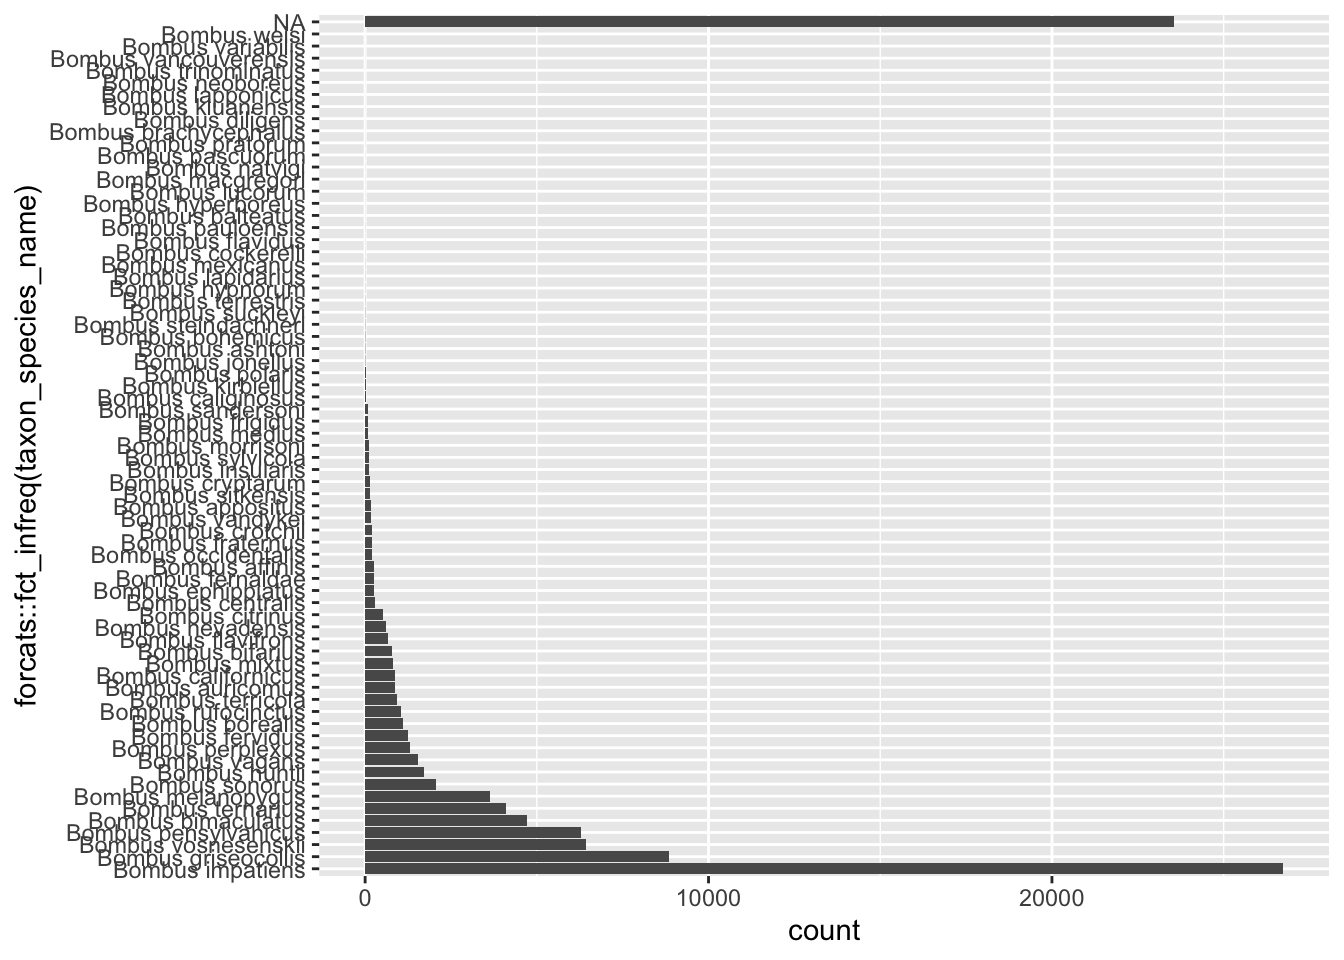 forcats::fct_infreq(taxon_species_name)
NA
Bombus welsi
Bombus variabilis
Bombus vancouverensis
Bombus trinominatus
Bombus neoboreus
Bombus lapponicus
Bombus kluanensis
Bombus diligens
Bombus brachycephalus
Bombus pratorum
Bombus pascuorum
Bombus natvigi
Bombus macgregori
Bombus lucorum
Bombus hyperboreus
Bombus balteatus
Bombus pauloensis
Bombus flavidus
Bombus cockerelli
Bombus mexicanus
Bombus lapidarius
Bombus hypnorum
Bombus terrestris
Bombus suckleyi
Bombus steindachneri
Bombus bohemicus
Bombus ashtoni
Bombus jonellus
Bombus polaris
Bombus kirbiellus
Bombus caliginosus
Bombus sandersoni
Bombus frigidus
Bombus medius
Bombus morrisoni
Bombus sylvicola
Bombus insularis
Bombus cryptarum
Bombus sitkensis
Bombus appositus
Bombus vandykei
Bombus crotchii
Bombus fraternus
Bombus occidentalis
Bombus affinis
Bombus fernaldae
Bombus ephippiatus
Bombus centralis
Bombus citrinus
Bombus nevadensis
Bombus flavifrons
Bombus bifarius
Bombus mixtus
Bombus californicus
Bombus auricomus
Bombus terricola
Bombus rufocinctus
Bombus borealis
Bombus fervidus
Bombus perplexus
Bombus vagans
Bombus huntii
Bombus sonorus
Bombus melanopygus
Bombus ternarius
Bombus bimaculatus
Bombus pensylvanicus
Bombus vosnesenskii
Bombus griseocollis
Bombus impatiens
0 10000 20000
count